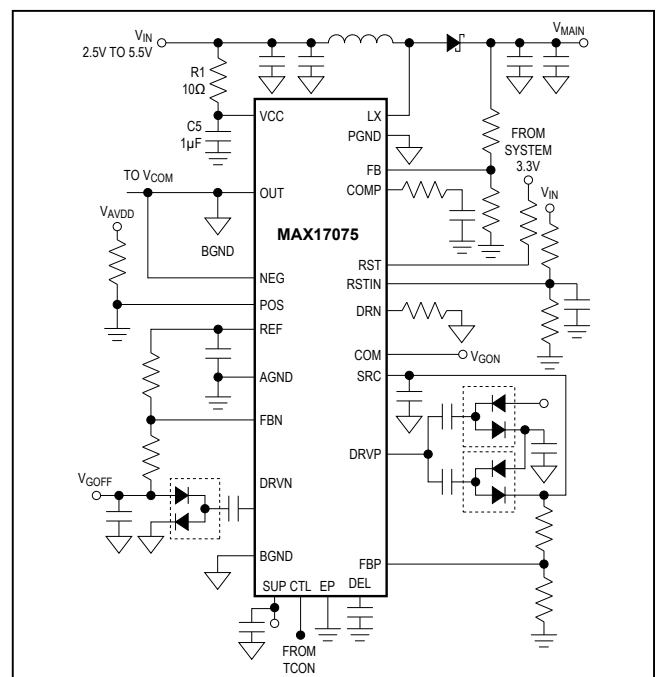 VIN
2.5V TO 5.5V
VMAIN
R1
10Ω
C5
1µF
VCC
LX
PGND
FROM
SYSTEM
3.3V
FB
COMP
VIN
TO VCOM
OUT
VAVDD
BGND
MAX17075
NEG
RST
RSTIN
POS
DRN
REF
COM
VGON
SRC
AGND
FBN
DRVP
VGOFF
DRVN
BGND
FBP
SUP
CTL
EP
DEL
FROM
TCON